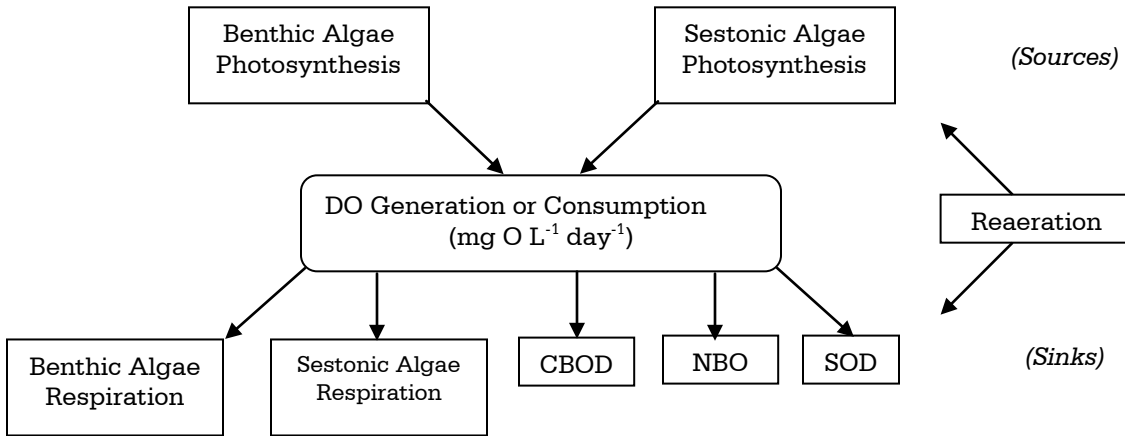 Benthic Algae
Photosynthesis
Sestonic Algae
Photosynthesis
(Sources)
DO Generation or Consumption
(mg O L⁻¹ day⁻¹)
Reaeration
Benthic Algae
Respiration
Sestonic Algae
Respiration
CBOD
NBO
SOD
(Sinks)